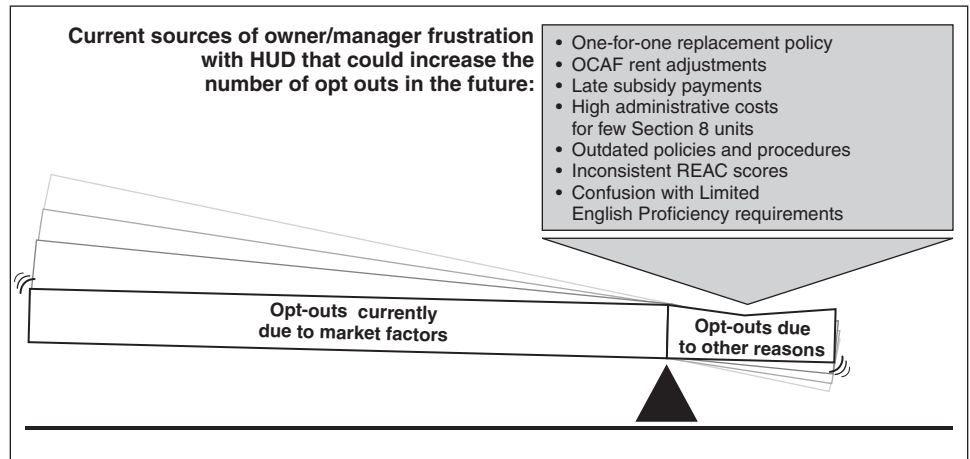 Current sources of owner/manager frustration
with HUD that could increase the
number of opt outs in the future:
• One-for-one replacement policy
• OCAF rent adjustments
• Late subsidy payments
• High administrative costs
for few Section 8 units
• Outdated policies and procedures
• Inconsistent REAC scores
• Confusion with Limited
English Proficiency requirements
Opt-outs currently
due to market factors
Opt-outs due
to other reasons